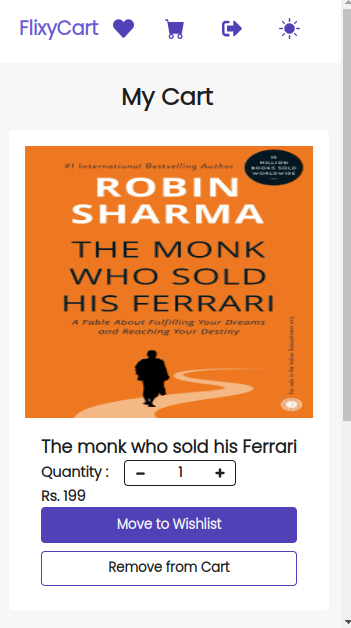 FlixyCart
My Cart
#1 International Bestselling Author
10
MILLION
BOOKS SOLD
WORLDWIDE
ROBIN
SHARMA
THE MONK
WHO SOLD
HIS FERRARI
A Fable About Fulfilling Your Dreams
and Reaching Your Destiny
The monk who sold his Ferrari
Quantity : - 1 +
Rs. 199
Move to Wishlist
Remove from Cart